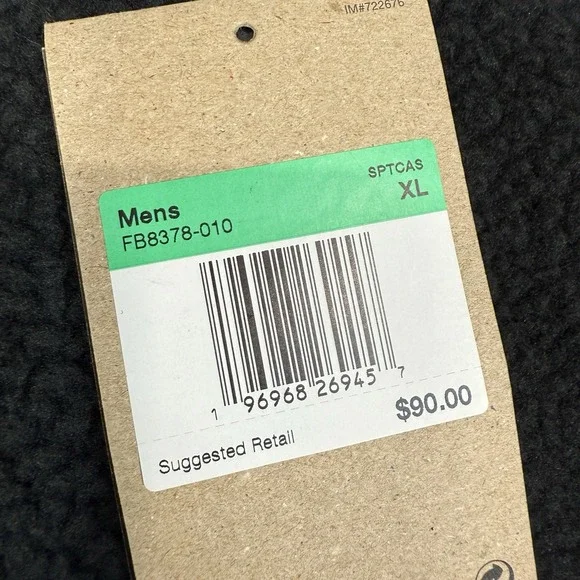 IM#722676
SPTCAS
Mens XL
FB8378-010
1 96968 26945 7
$90.00
Suggested Retail